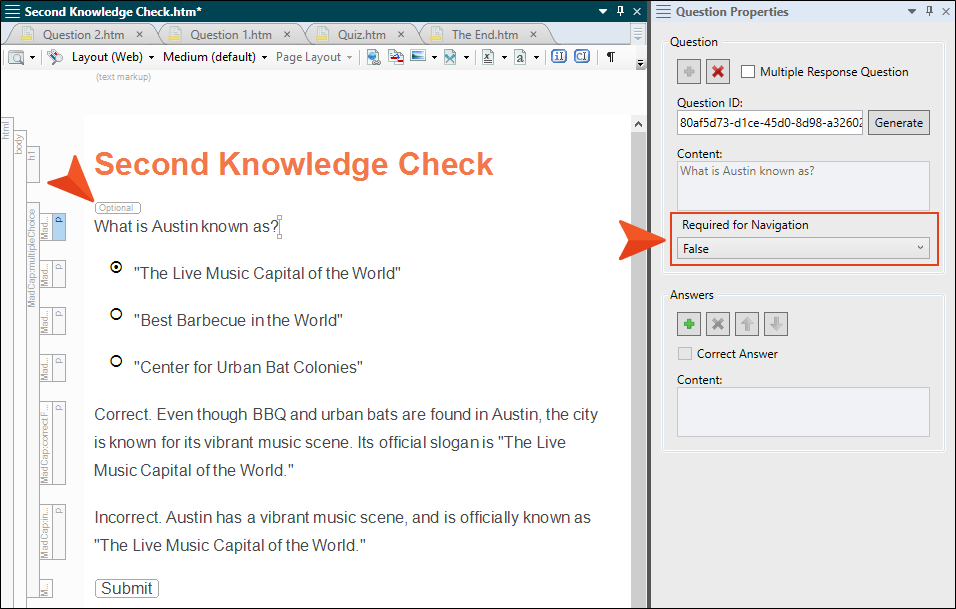 Second Knowledge Check.htm*
Question Properties
Question 2.htm
Question 1.htm
Quiz.htm
The End.htm
Layout (Web)
Medium (default)
Page Layout
(text markup)
html
body
h1
Second Knowledge Check
Optional
What is Austin known as?
MadCap:multipleChoice
Mad...
p
"The Live Music Capital of the World"
Mad...
p
"Best Barbecue in the World"
Mad...
p
"Center for Urban Bat Colonies"
Mad...
p
Correct. Even though BBQ and urban bats are found in Austin, the city
is known for its vibrant music scene. Its official slogan is "The Live
Music Capital of the World."
MadCap:correctF...
p
Incorrect. Austin has a vibrant music scene, and is officially known as
"The Live Music Capital of the World."
MadCap:in...
p
Submit
M...
Question
Multiple Response Question
Question ID:
80af5d73-d1ce-45d0-8d98-a32602
Generate
Content:
What is Austin known as?
Required for Navigation
False
Answers
Correct Answer
Content: